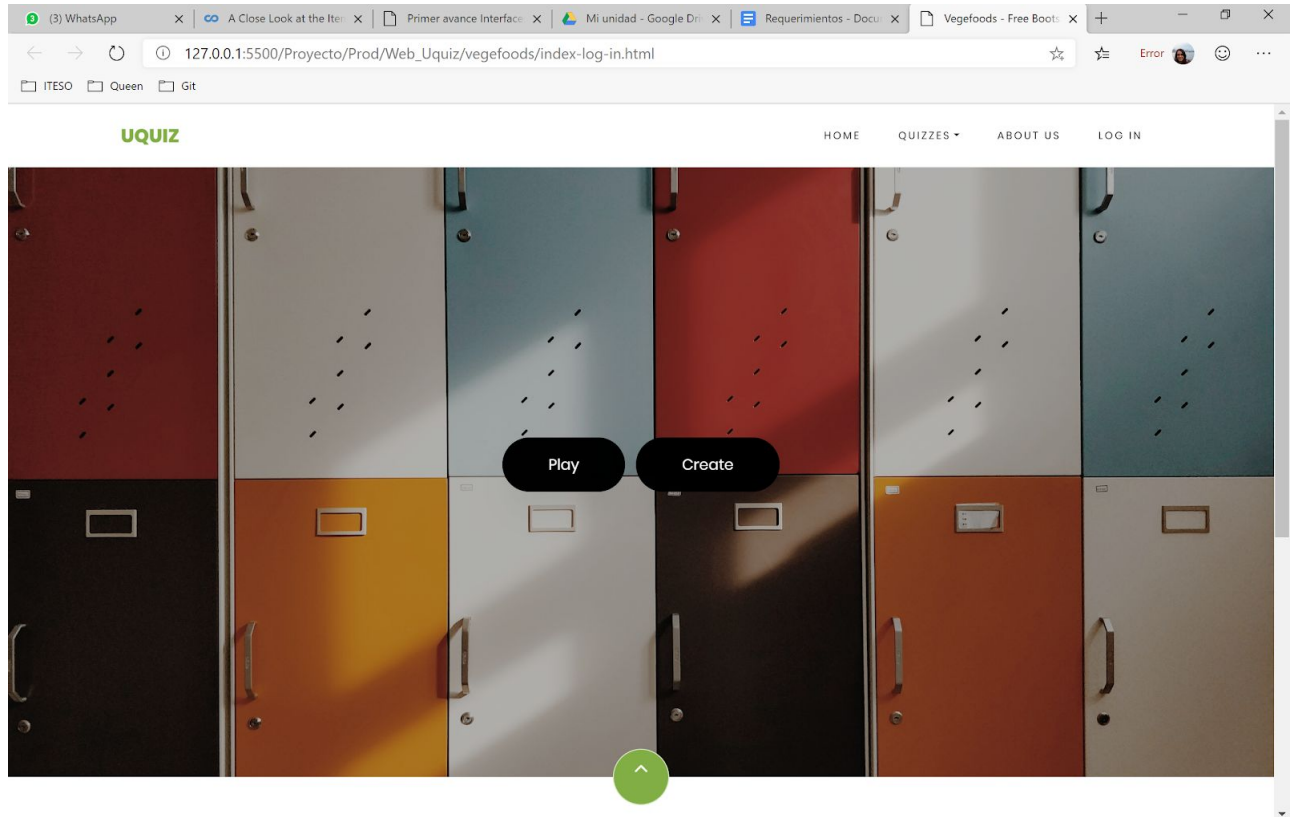 (3) WhatsApp
A Close Look at the Iter
Primer avance Interface
Mi unidad - Google Dri
Requerimientos - Docu
Vegefoods - Free Boots
127.0.0.1:5500/Proyecto/Prod/Web_Uquiz/vegefoods/index-log-in.html
Error
ITESO Queen Git
UQUIZ
HOME QUIZZES ABOUT US LOG IN
Play Create